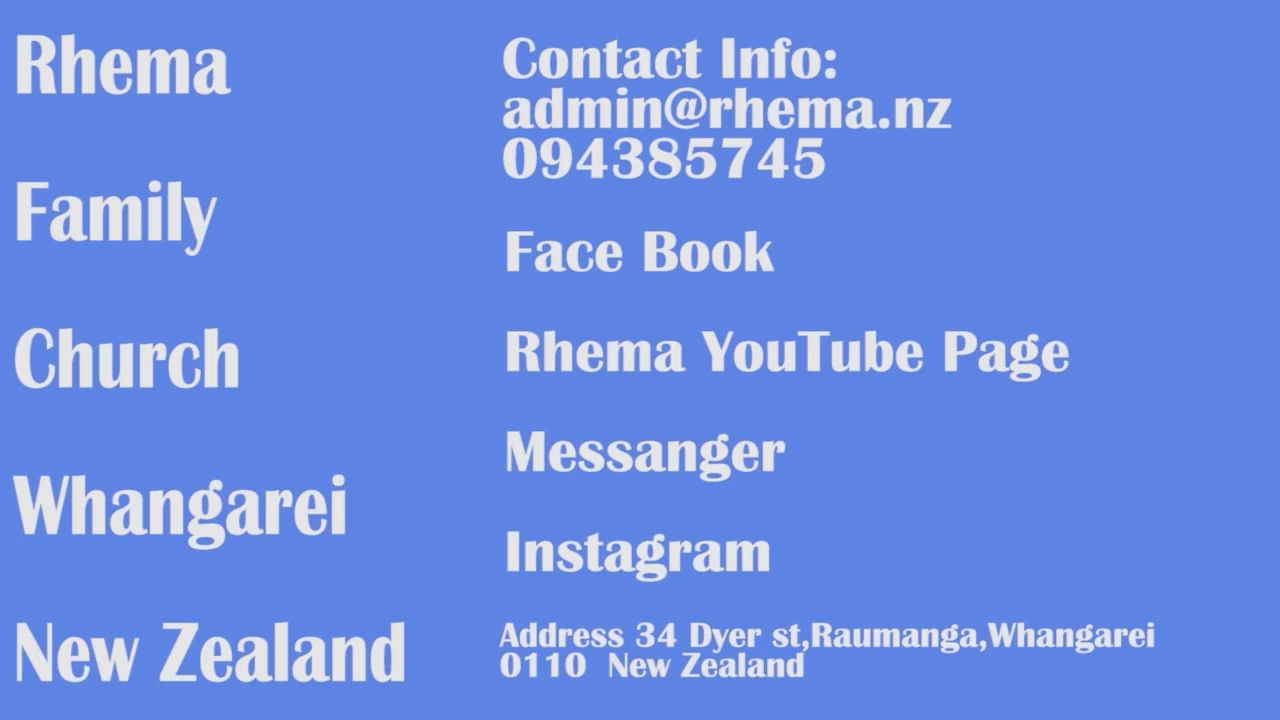 Rhema
Family
Church
Whangarei
New Zealand
Contact Info:
admin@rhema.nz
094385745
Face Book
Rhema YouTube Page
Messanger
Instagram
Address 34 Dyer st,Raumanga,Whangarei
0110  New Zealand